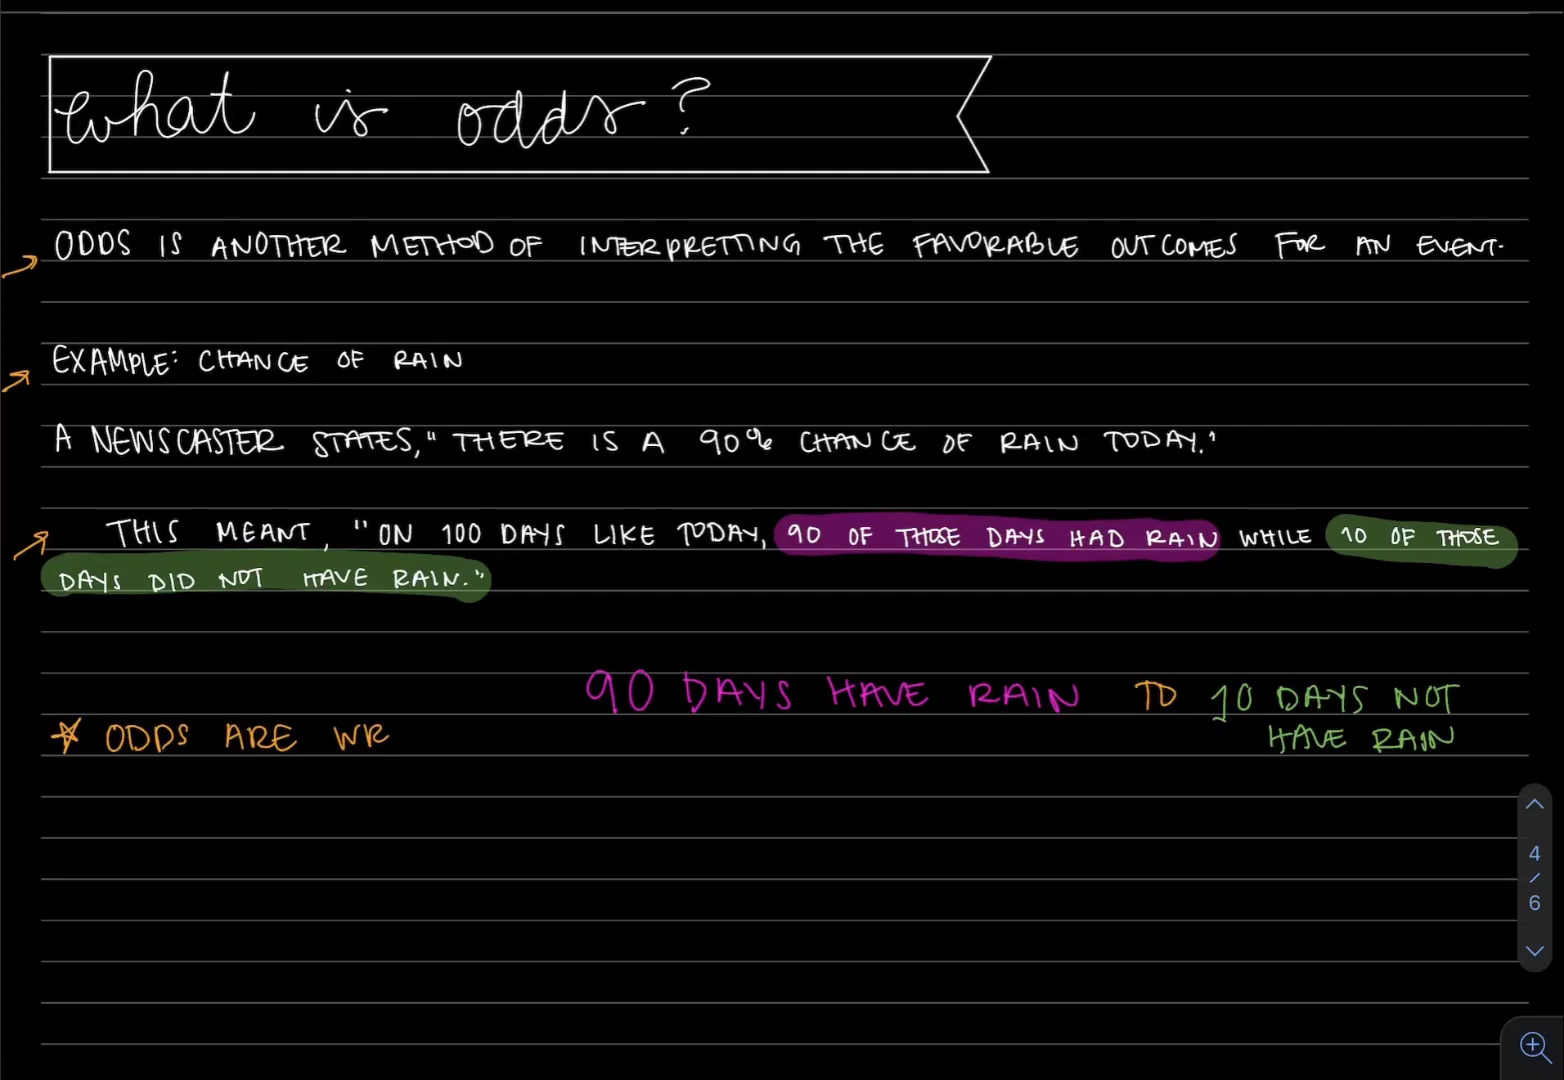 What is odds?
ODDS IS ANOTHER METHOD OF INTERPRETTING THE FAVORABLE OUTCOMES FOR AN EVENT.
EXAMPLE: CHANCE OF RAIN
A NEWSCASTER STATES," THERE IS A 90% CHANCE OF RAIN TODAY."
THIS MEANT, "ON 100 DAYS LIKE TODAY, 90 OF THOSE DAYS HAD RAIN WHILE 10 OF THOSE
DAYS DID NOT HAVE RAIN."
90 DAYS HAVE RAIN TO 10 DAYS NOT
HAVE RAIN
ODDS ARE WR
4
/
6